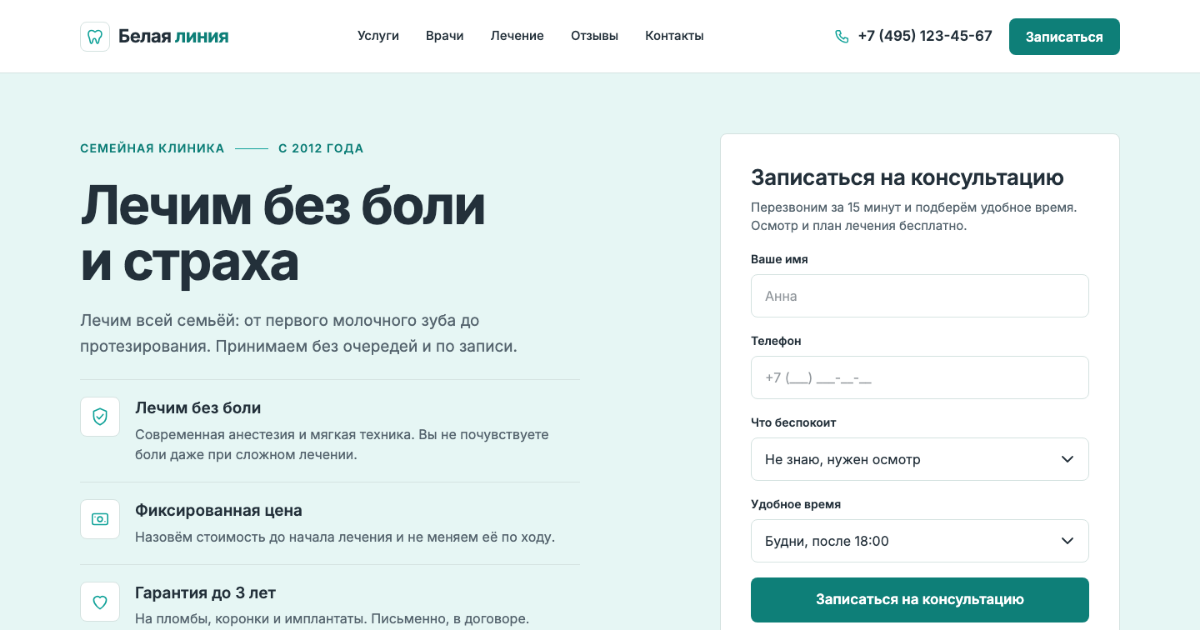 Белая линия
Услуги
Врачи
Лечение
Отзывы
Контакты
+7 (495) 123-45-67
Записаться
СЕМЕЙНАЯ КЛИНИКА
С 2012 ГОДА
Лечим без боли
и страха
Лечим всей семьёй: от первого молочного зуба до
протезирования. Принимаем без очередей и по записи.
Лечим без боли
Современная анестезия и мягкая техника. Вы не почувствуете
боли даже при сложном лечении.
Фиксированная цена
Назовём стоимость до начала лечения и не меняем её по ходу.
Гарантия до 3 лет
На пломбы, коронки и имплантаты. Письменно, в договоре.
Записаться на консультацию
Перезвоним за 15 минут и подберём удобное время.
Осмотр и план лечения бесплатно.
Ваше имя
Анна
Телефон
+7 (___) ___-__-__
Что беспокоит
Не знаю, нужен осмотр
Удобное время
Будни, после 18:00
Записаться на консультацию